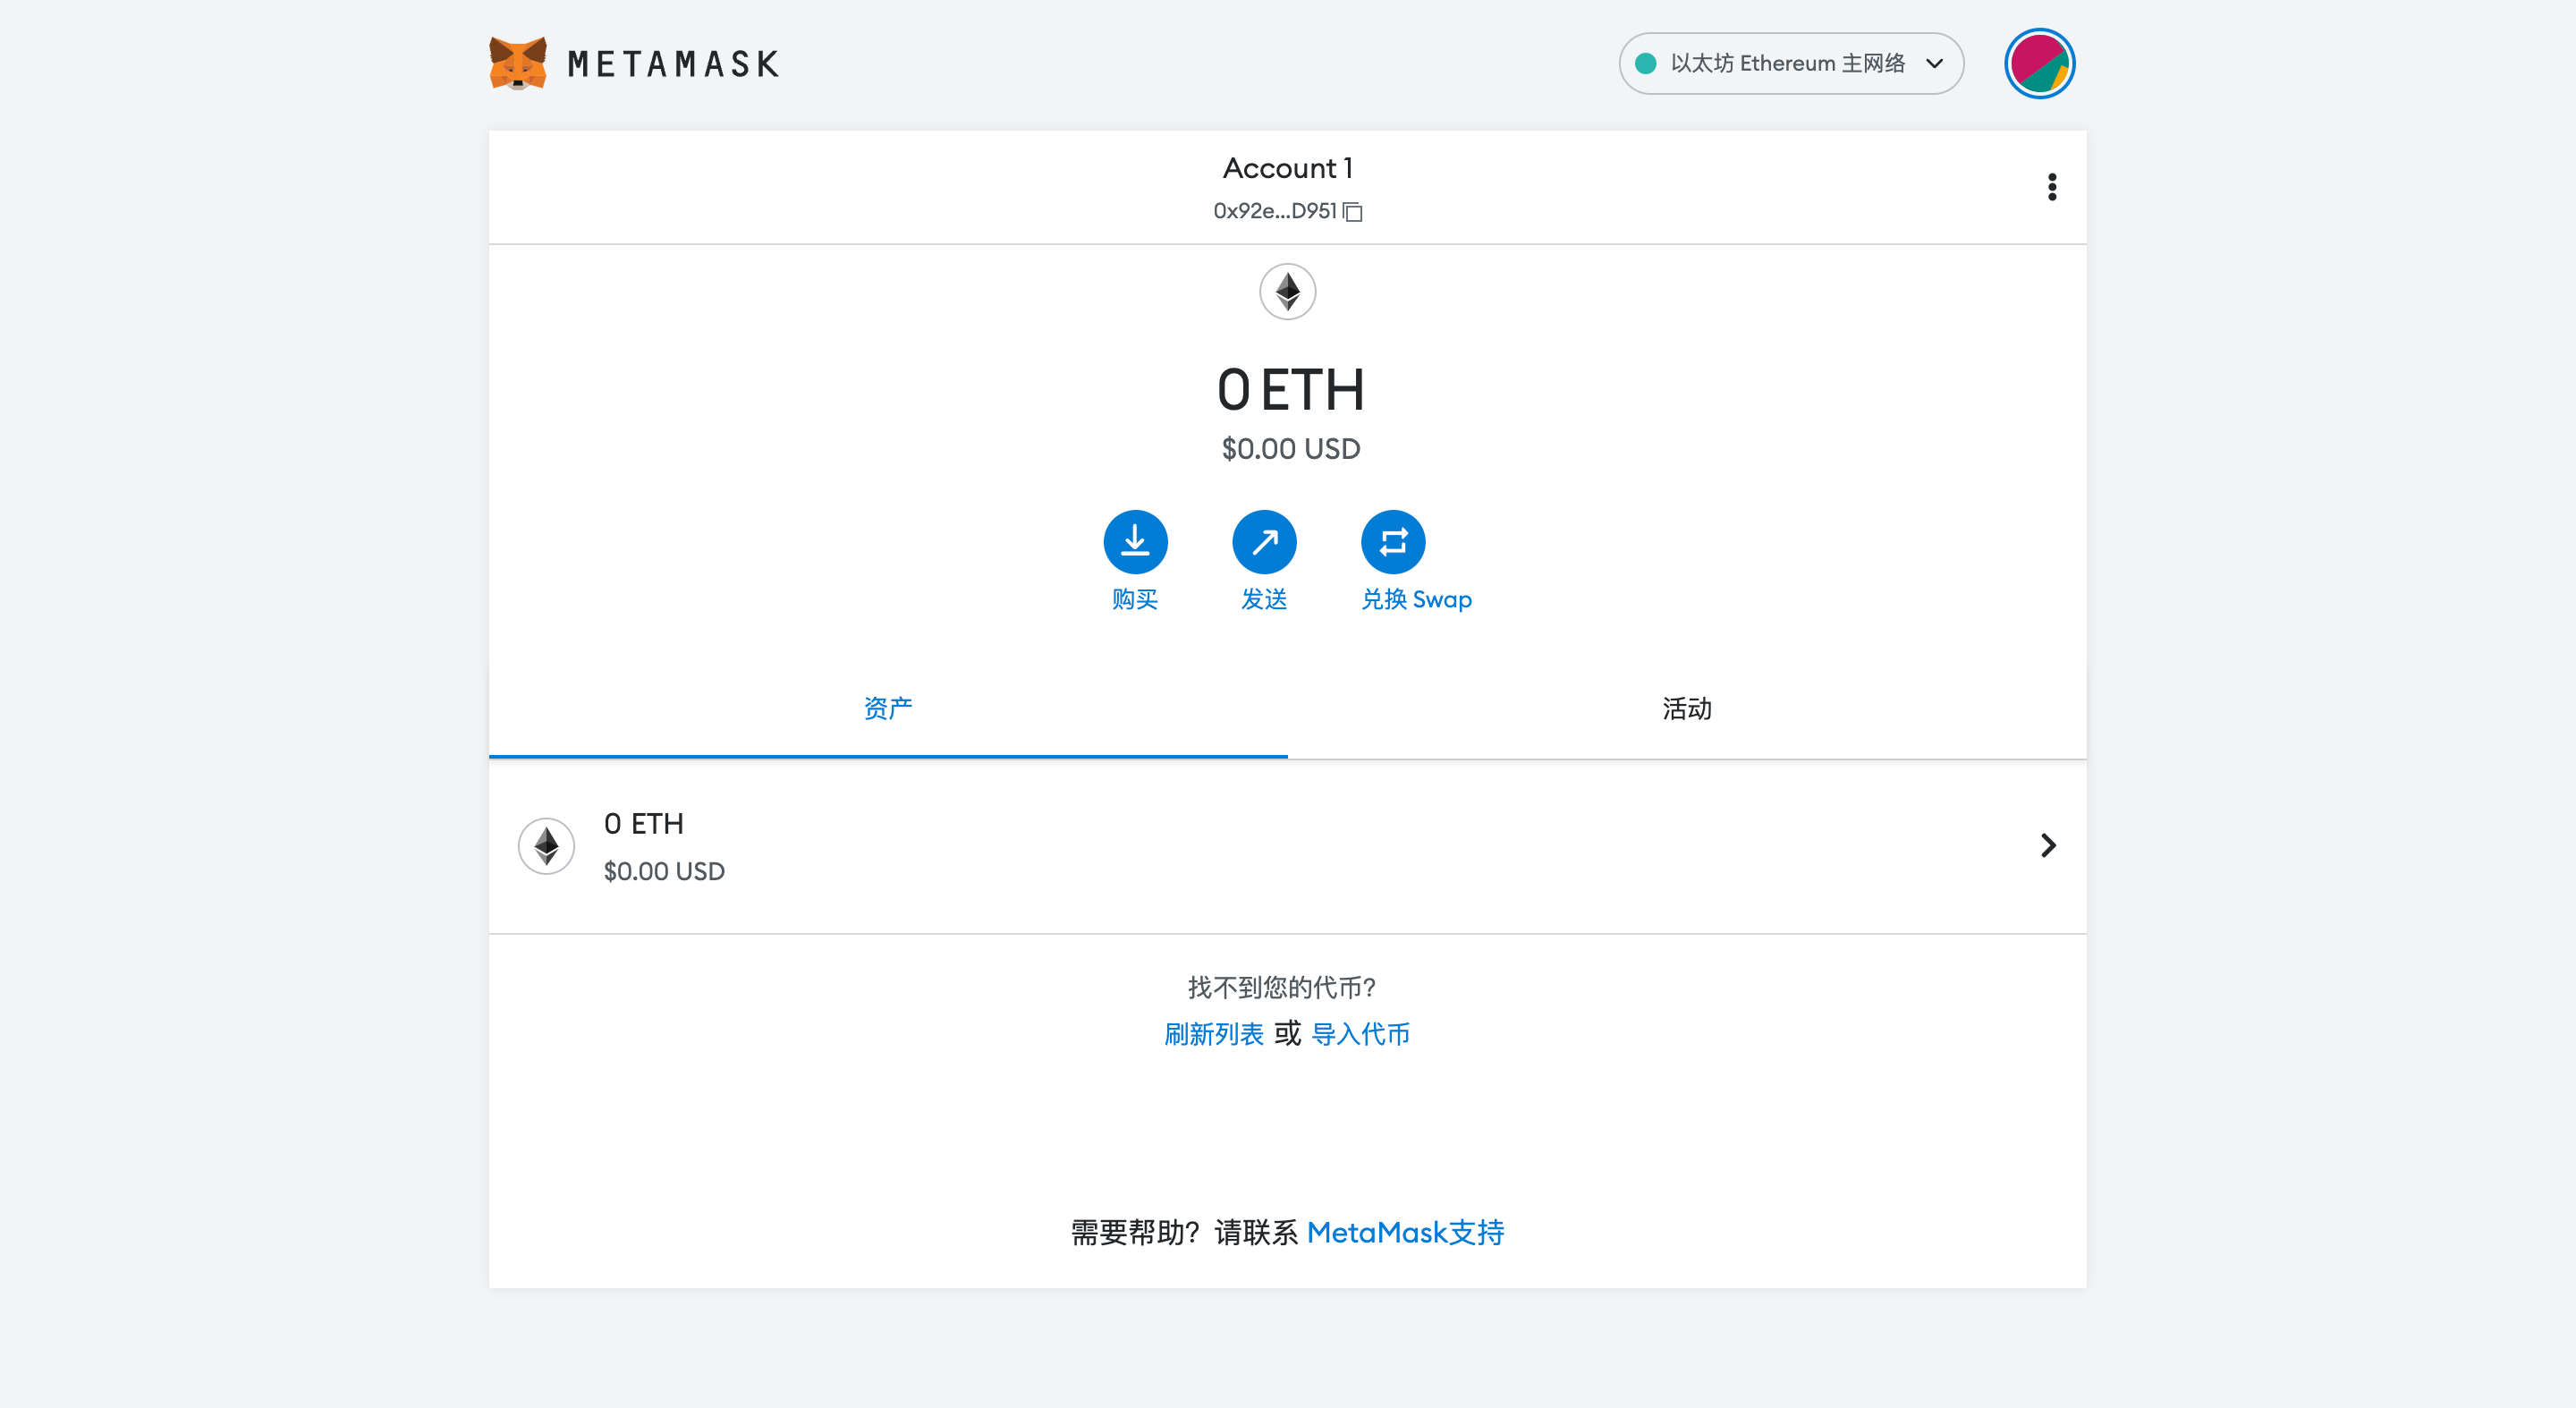 METAMASK
以太坊 Ethereum 主网络
Account 1
0x92e...D951
0 ETH
$0.00 USD
购买
发送
兑换 Swap
资产
活动
0 ETH
$0.00 USD
找不到您的代币?
刷新列表 或 导入代币
需要帮助? 请联系 MetaMask支持